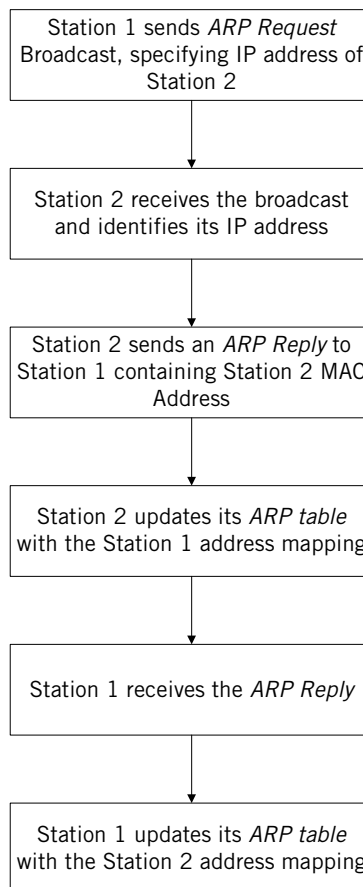 Station 1 sends ARP Request
Broadcast, specifying IP address of
Station 2
Station 2 receives the broadcast
and identifies its IP address
Station 2 sends an ARP Reply to
Station 1 containing Station 2 MAC
Address
Station 2 updates its ARP table
with the Station 1 address mapping
Station 1 receives the ARP Reply
Station 1 updates its ARP table
with the Station 2 address mapping